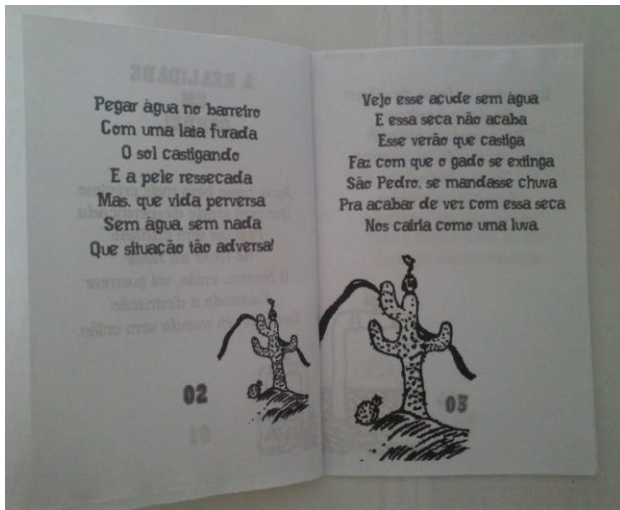 Pegar água no barreiro
Com uma lata furada
O sol castigando
E a pele ressecada
Mas, que vida perversa
Sem água, sem nada
Que situação tão adversa!
02
Vejo esse açude sem água
E essa seca não acaba
Esse verão que castiga
Faz com que o gado se extinga
São Pedro, se mandasse chuva
Pra acabar de vez com essa seca
Nos cairia como uma luva.
03
A REALIDADE
01